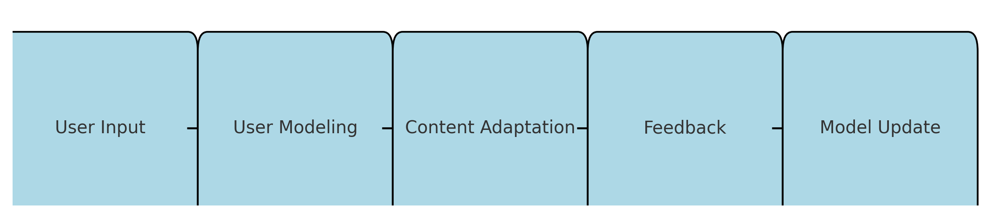 User Input
User Modeling
Content Adaptation
Feedback
Model Update